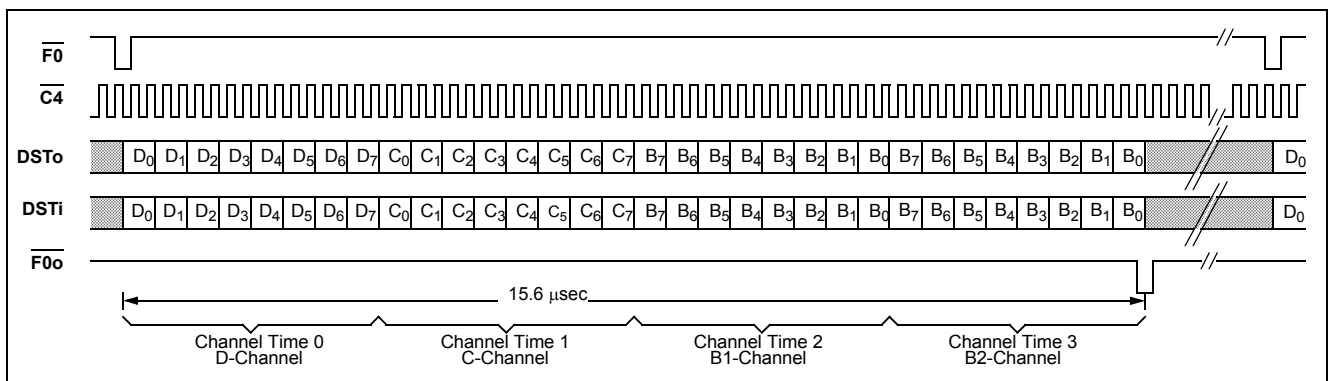 F0
C4
DSTo D0 D1 D2 D3 D4 D5 D6 D7 C0 C1 C2 C3 C4 C5 C6 C7 B7 B6 B5 B4 B3 B2 B1 B0 B7 B6 B5 B4 B3 B2 B1 B0 D0
DSTi D0 D1 D2 D3 D4 D5 D6 D7 C0 C1 C2 C3 C4 C5 C6 C7 B7 B6 B5 B4 B3 B2 B1 B0 B7 B6 B5 B4 B3 B2 B1 B0 D0
F0o
15.6 μsec
Channel Time 0 Channel Time 1 Channel Time 2 Channel Time 3
D-Channel C-Channel B1-Channel B2-Channel